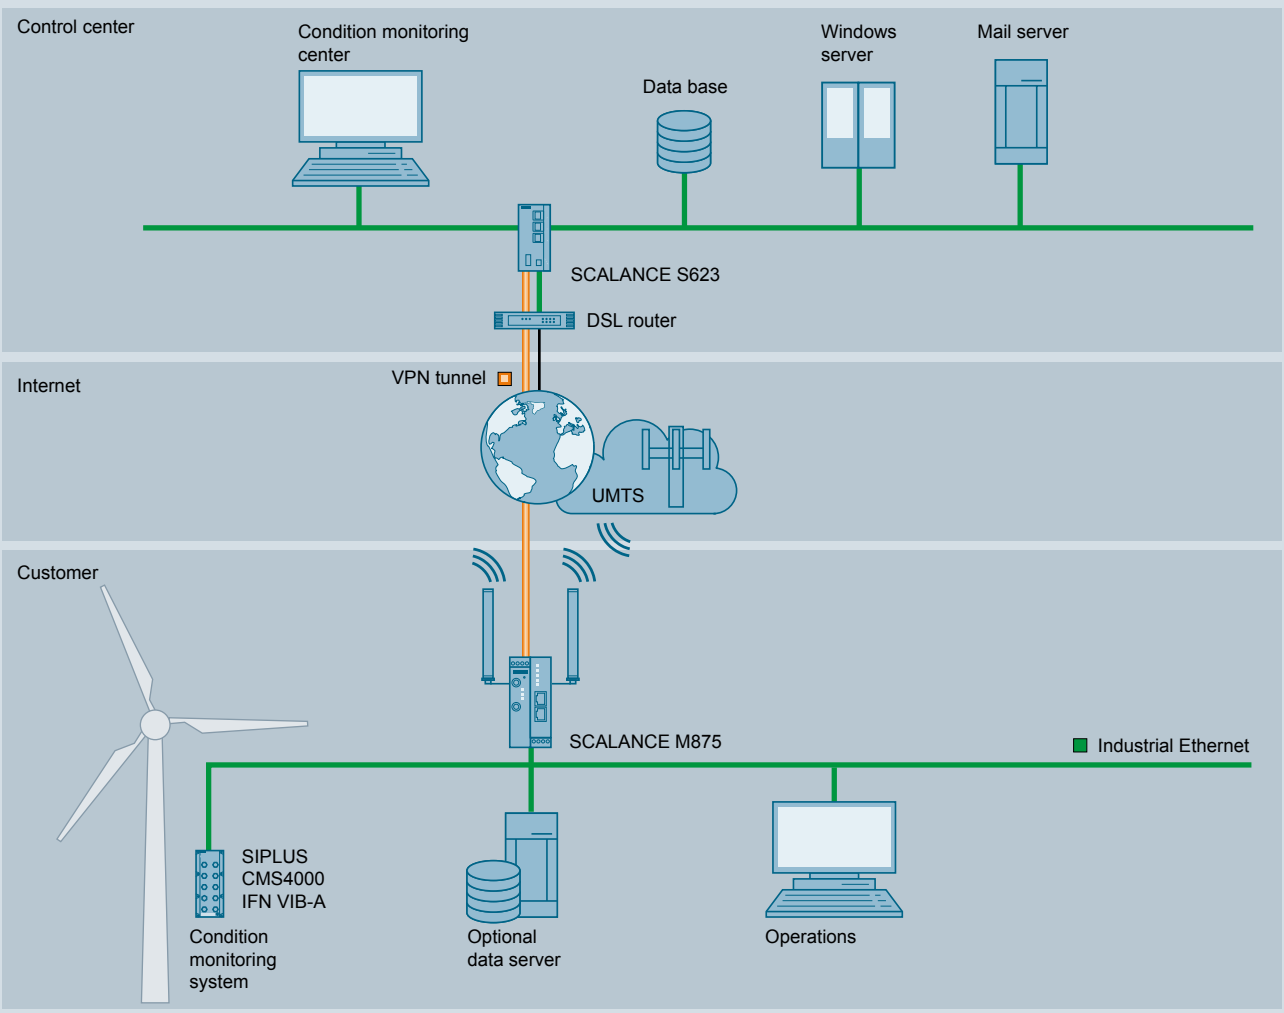 Control center
Condition monitoring
center
Data base
Windows
server
Mail server
SCALANCE S623
DSL router
Internet
VPN tunnel
UMTS
Customer
SCALANCE M875
Industrial Ethernet
SIPLUS
CMS4000
IFN VIB-A
Condition
monitoring
system
Optional
data server
Operations